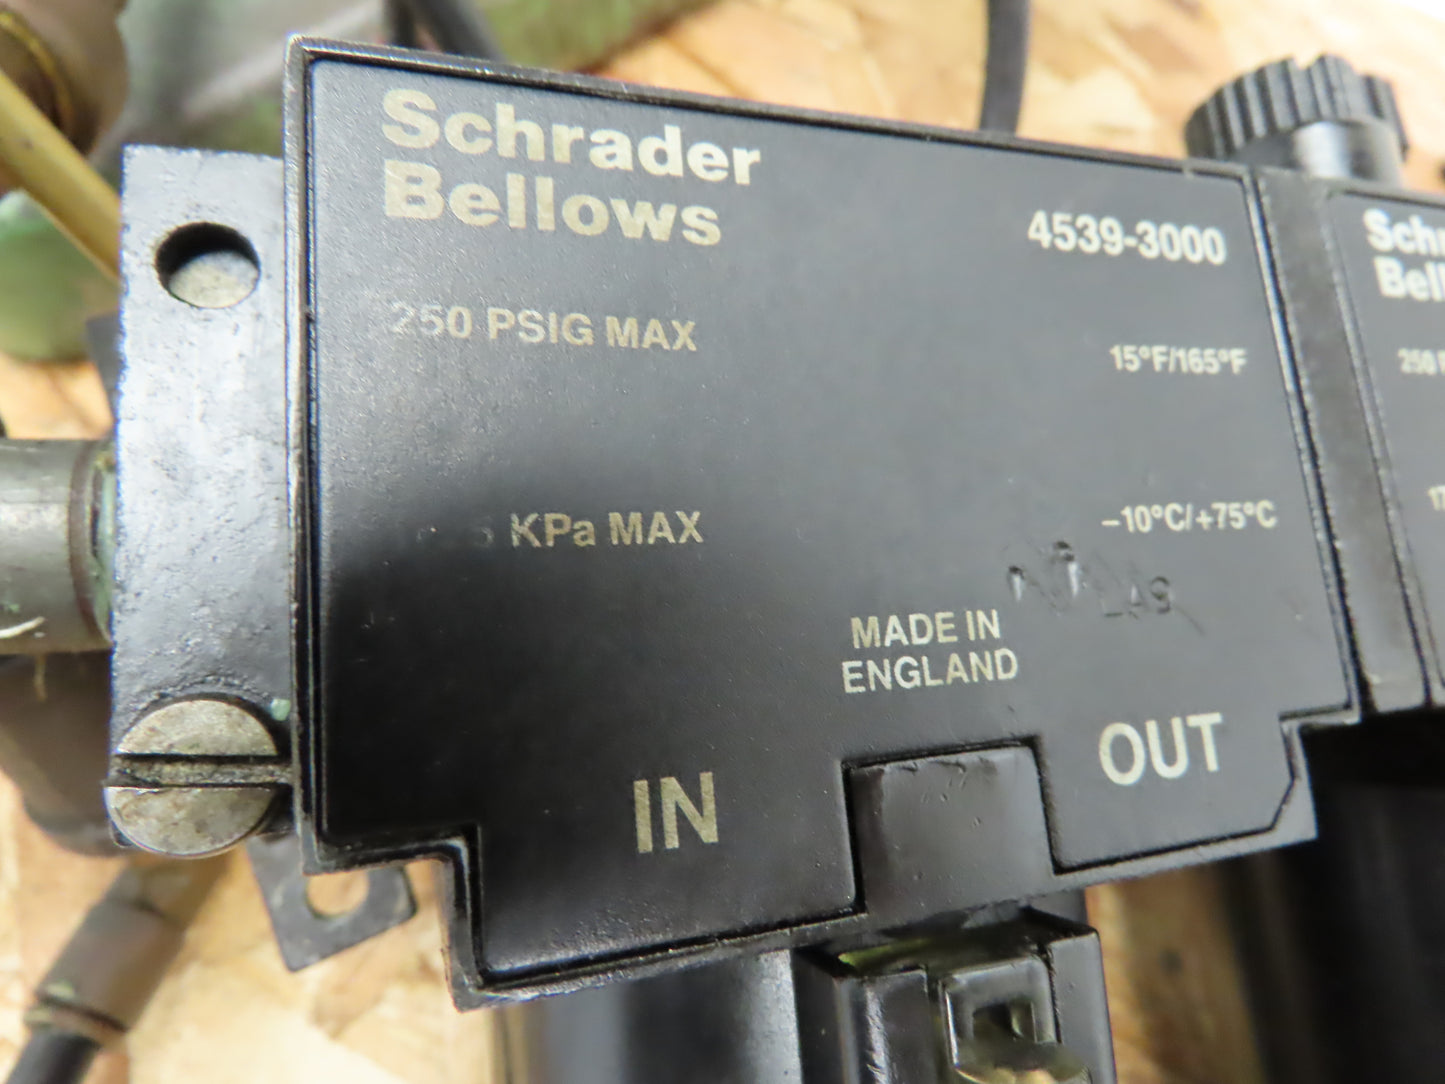 Schrader
Bellows
4539-3000
250 PSIG MAX
15°F/165°F
KPa MAX
-10°C/+75°C
MADE IN
ENGLAND
IN
OUT